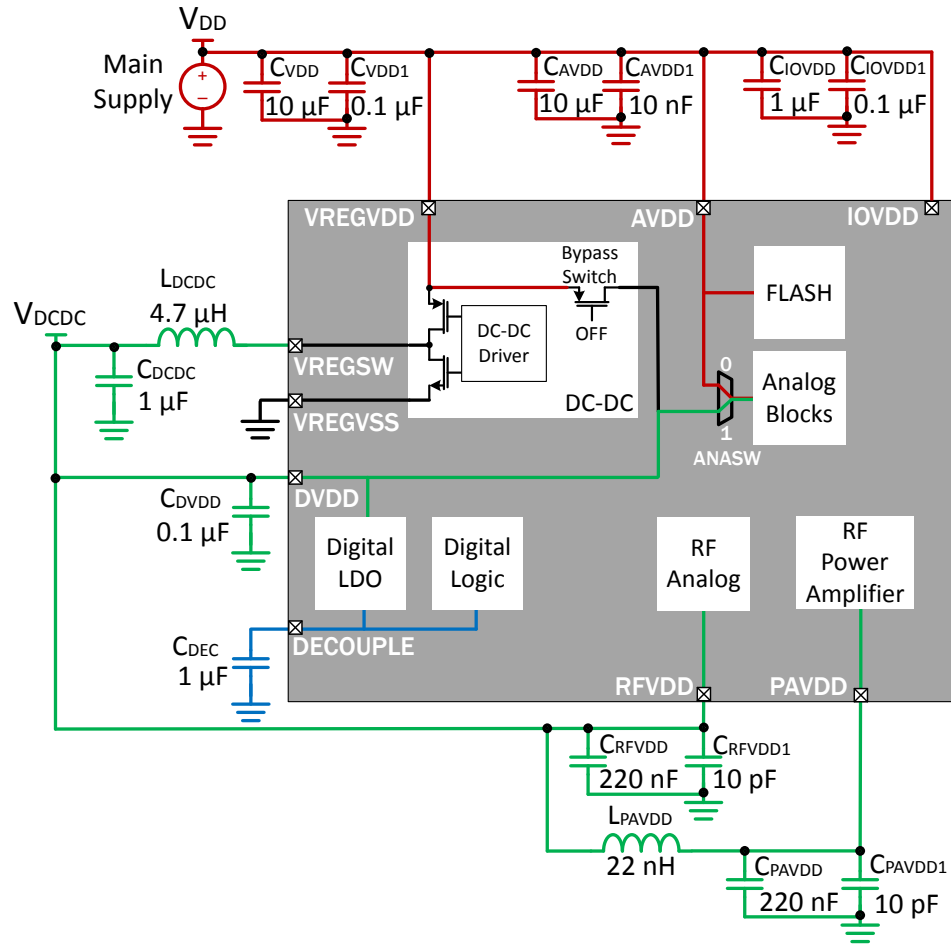 VDD
Main
Supply
+
−
CVDD
10 µF
CVDD1
0.1 µF
CAVDD
10 µF
CAVDD1
10 nF
CIOVDD
1 µF
CIOVDD1
0.1 µF
VREGVDD
AVDD
IOVDD
Bypass
Switch
OFF
FLASH
LDCDC
4.7 µH
VDCDC
DC-DC
Driver
CDCDC
1 µF
VREGSW
VREGVSS
DC-DC
0
1
ANASW
Analog
Blocks
DVDD
CDVDD
0.1 µF
Digital
LDO
Digital
Logic
RF
Analog
RF
Power
Amplifier
DECOUPLE
CDEC
1 µF
RFVDD
PAVDD
CRFVDD
220 nF
CRFVDD1
10 pF
LPAVDD
22 nH
CPAVDD
220 nF
CPAVDD1
10 pF